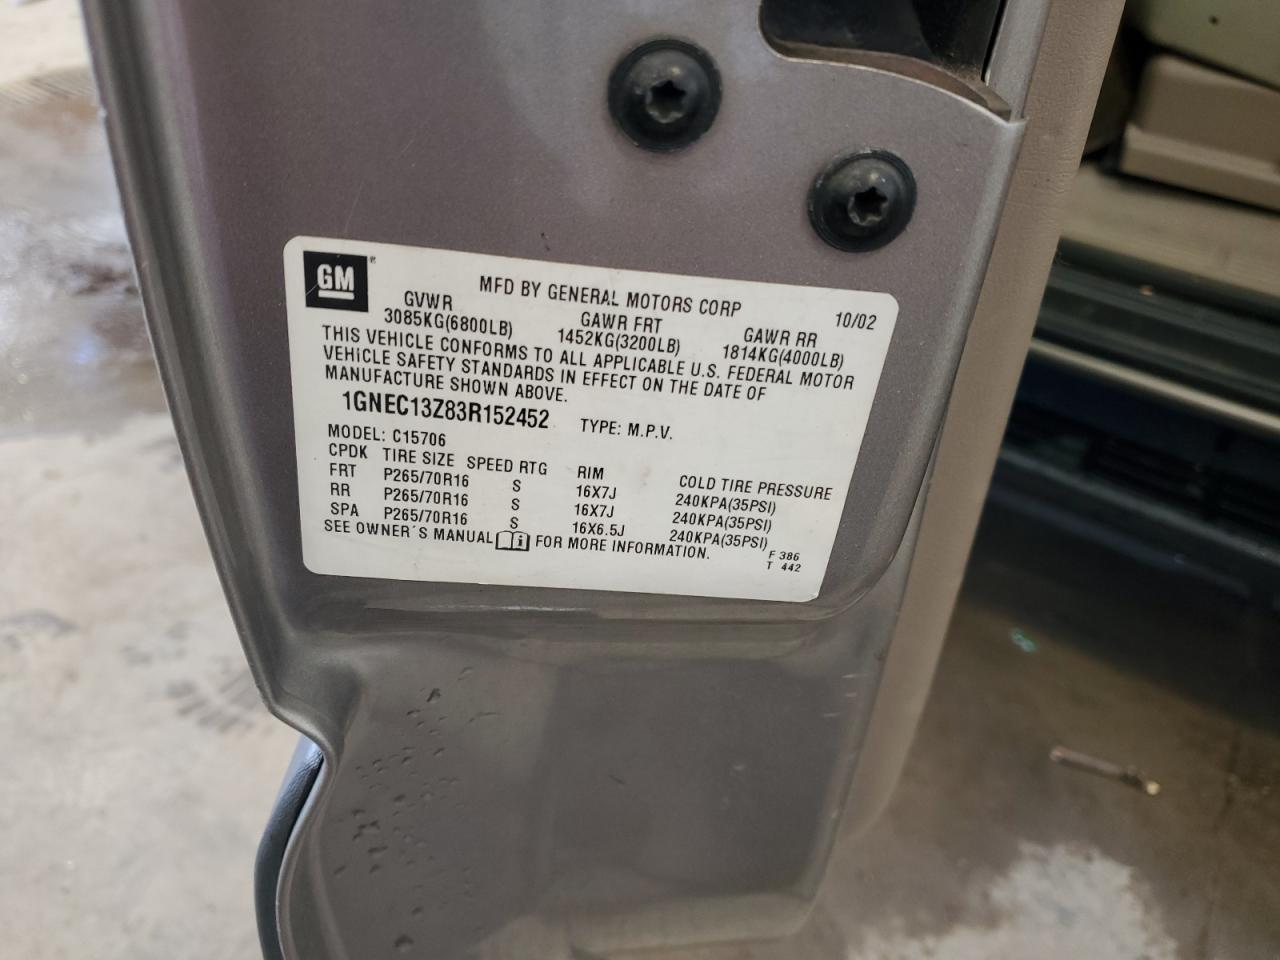 GM®
MFD BY GENERAL MOTORS CORP 10/02
GVWR GAWR FRT GAWR RR
3085KG(6800LB) 1452KG(3200LB) 1814KG(4000LB)
THIS VEHICLE CONFORMS TO ALL APPLICABLE U.S. FEDERAL MOTOR
VEHICLE SAFETY STANDARDS IN EFFECT ON THE DATE OF
MANUFACTURE SHOWN ABOVE.
1GNEC13Z83R152452 TYPE: M.P.V.
MODEL: C15706
CPDK TIRE SIZE SPEED RTG RIM COLD TIRE PRESSURE
FRT P265/70R16 S 16X7J 240KPA(35PSI)
RR P265/70R16 S 16X7J 240KPA(35PSI)
SPA P265/70R16 S 16X6.5J 240KPA(35PSI)
SEE OWNER´S MANUAL i FOR MORE INFORMATION.
F 386
T 442